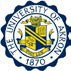 THE UNIVERSITY OF AKRON
1870